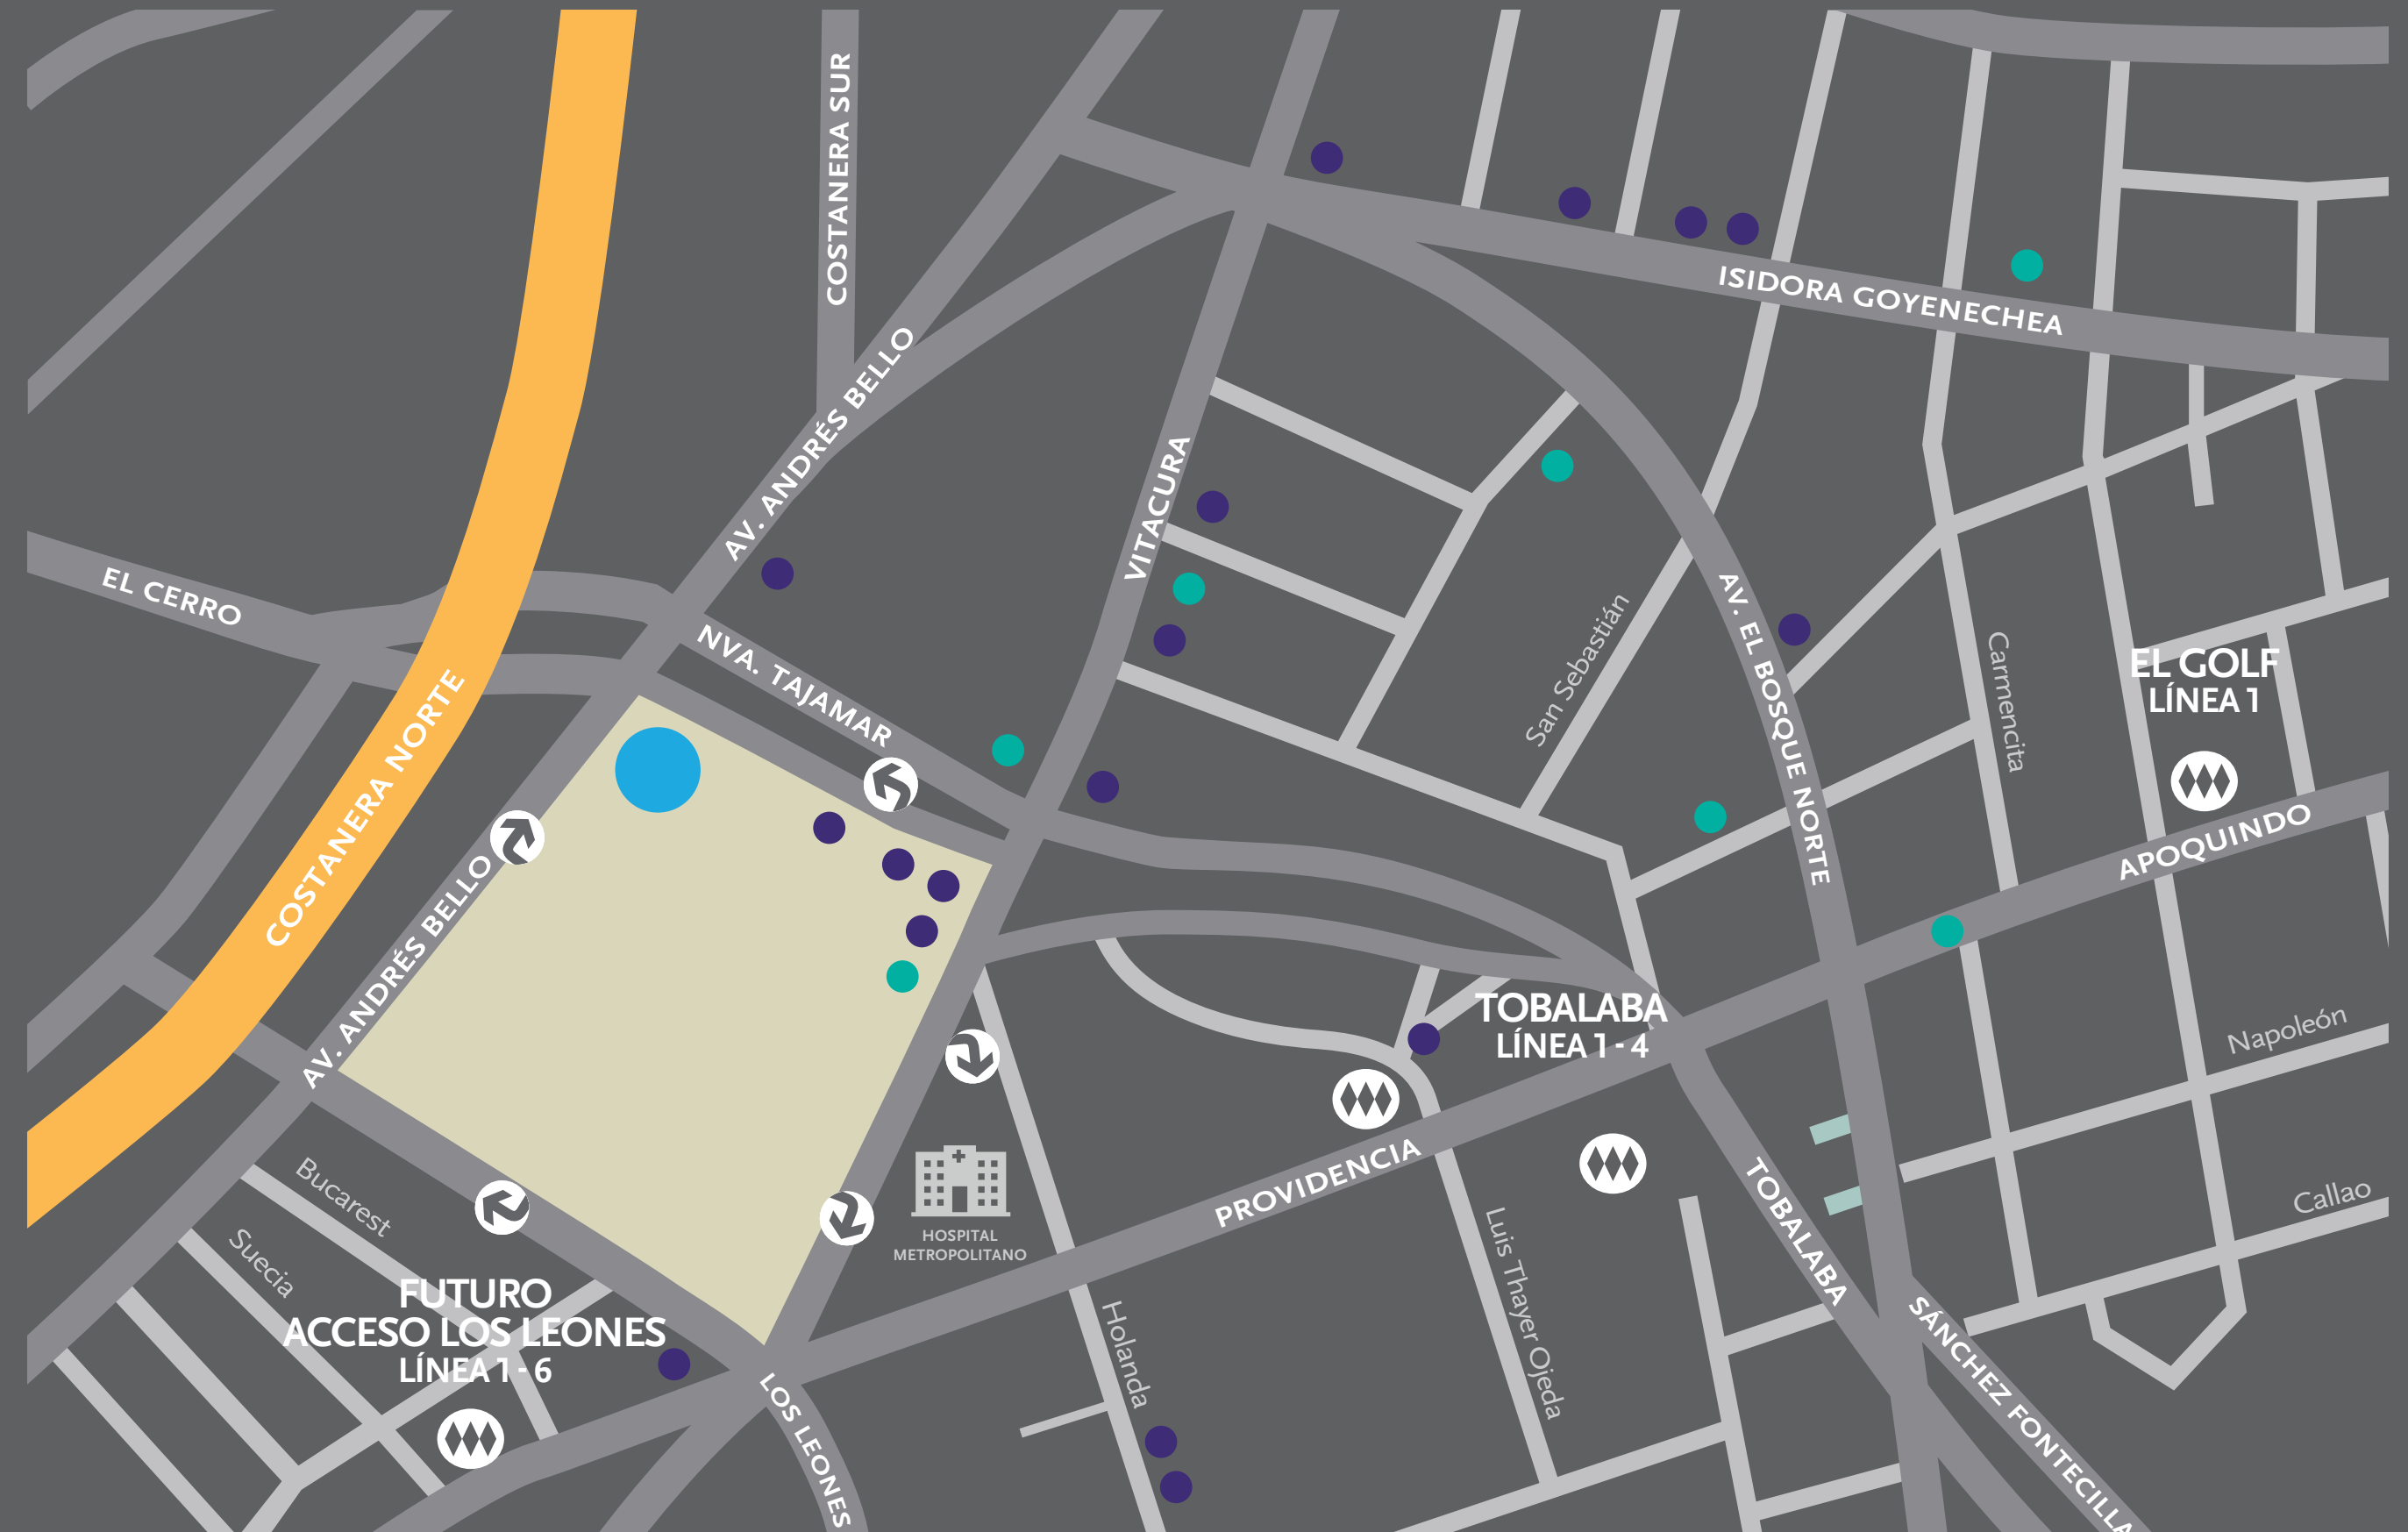 COSTANERA SUR
ISIDORA GOYENECHEA
AV. ANDRÉS BELLO
VITACURA
EL CERRO
NVA. TAJAMAR
San Sebastián
AV. EL BOSQUE NORTE
Carmencita
EL GOLF
LÍNEA 1
COSTANERA NORTE
APOQUINDO
AV. ANDRÉS BELLO
TOBALABA
LÍNEA 1 - 4
Napoleón
PROVIDENCIA
HOSPITAL
METROPOLITANO
Bucarest
Suecia
FUTURO
ACCESO LOS LEONES
LÍNEA 1 - 6
TOBALABA
Callao
Luis Thayer Ojeda
Holanda
LOS LEONES
SÁNCHEZ FONTECILLA